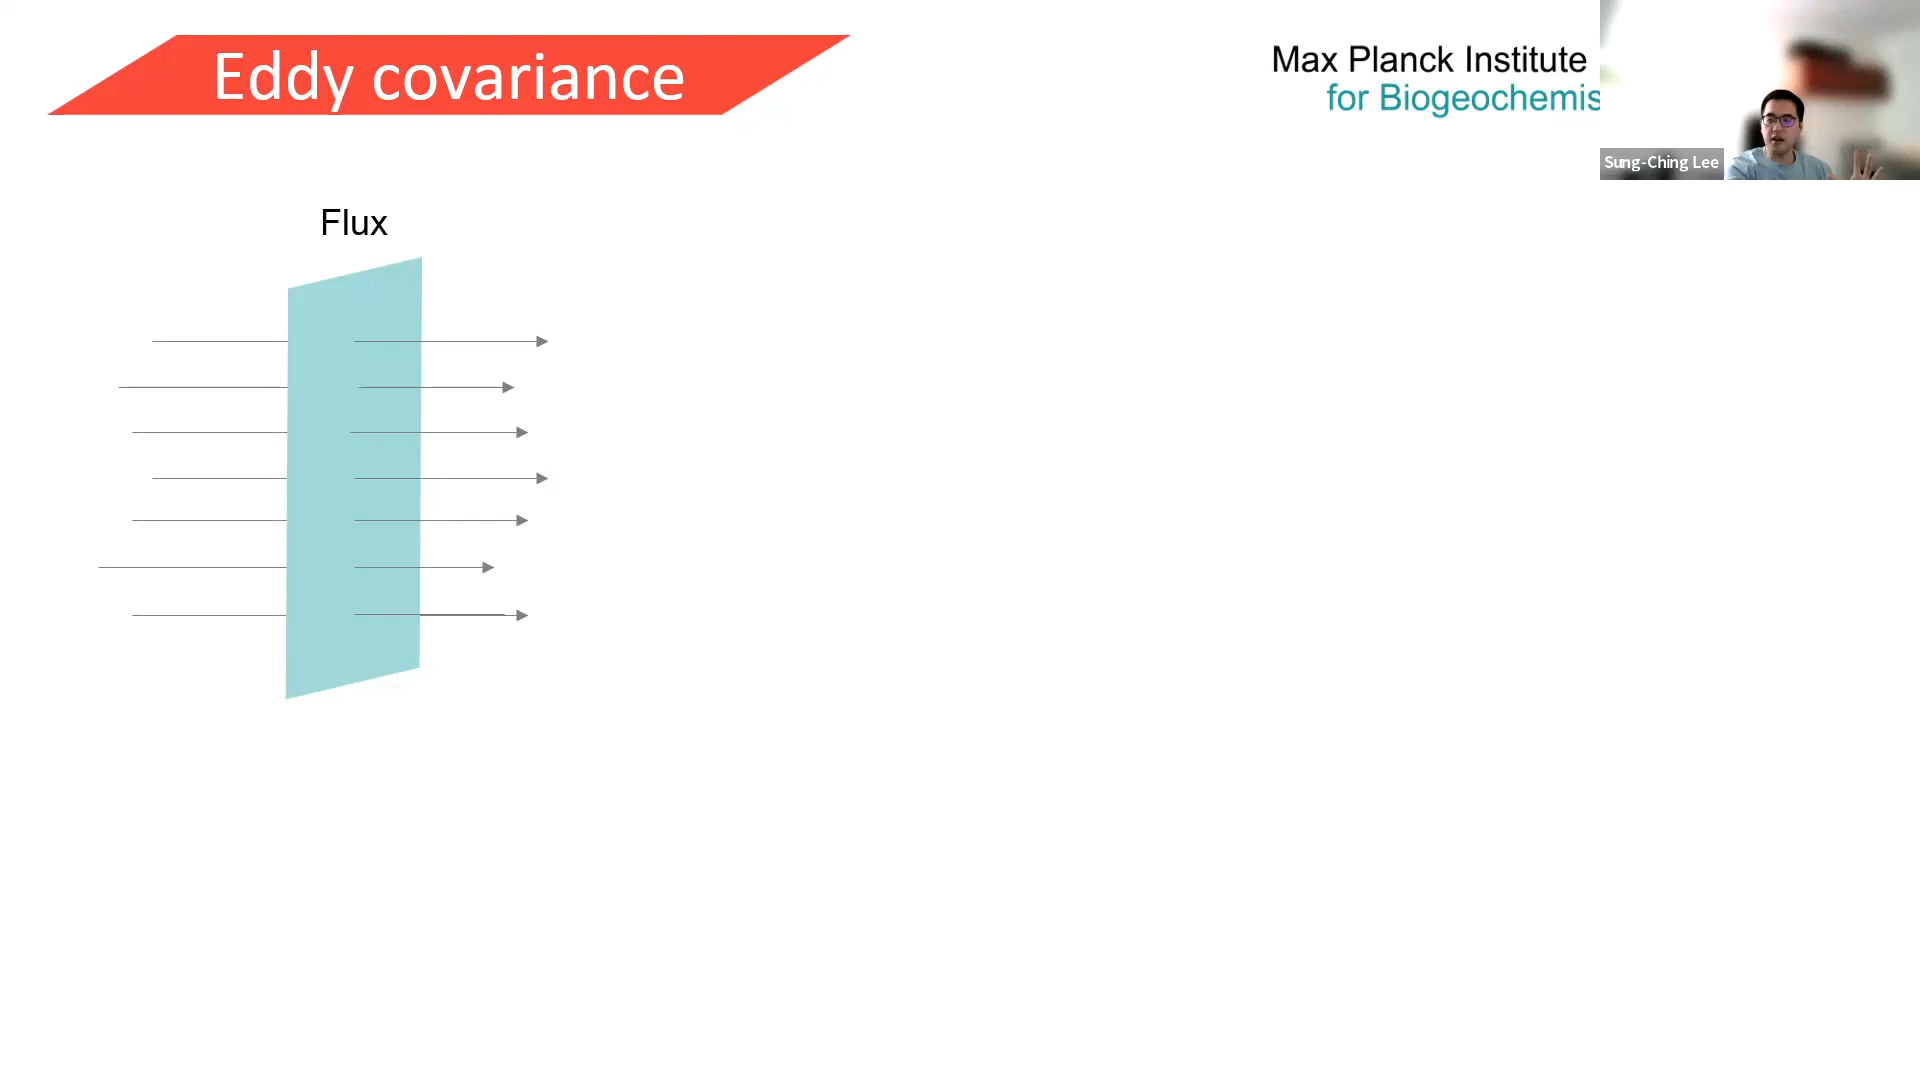 Eddy covariance
Max Planck Institute
for Biogeochemis
Sung-Ching Lee
Flux